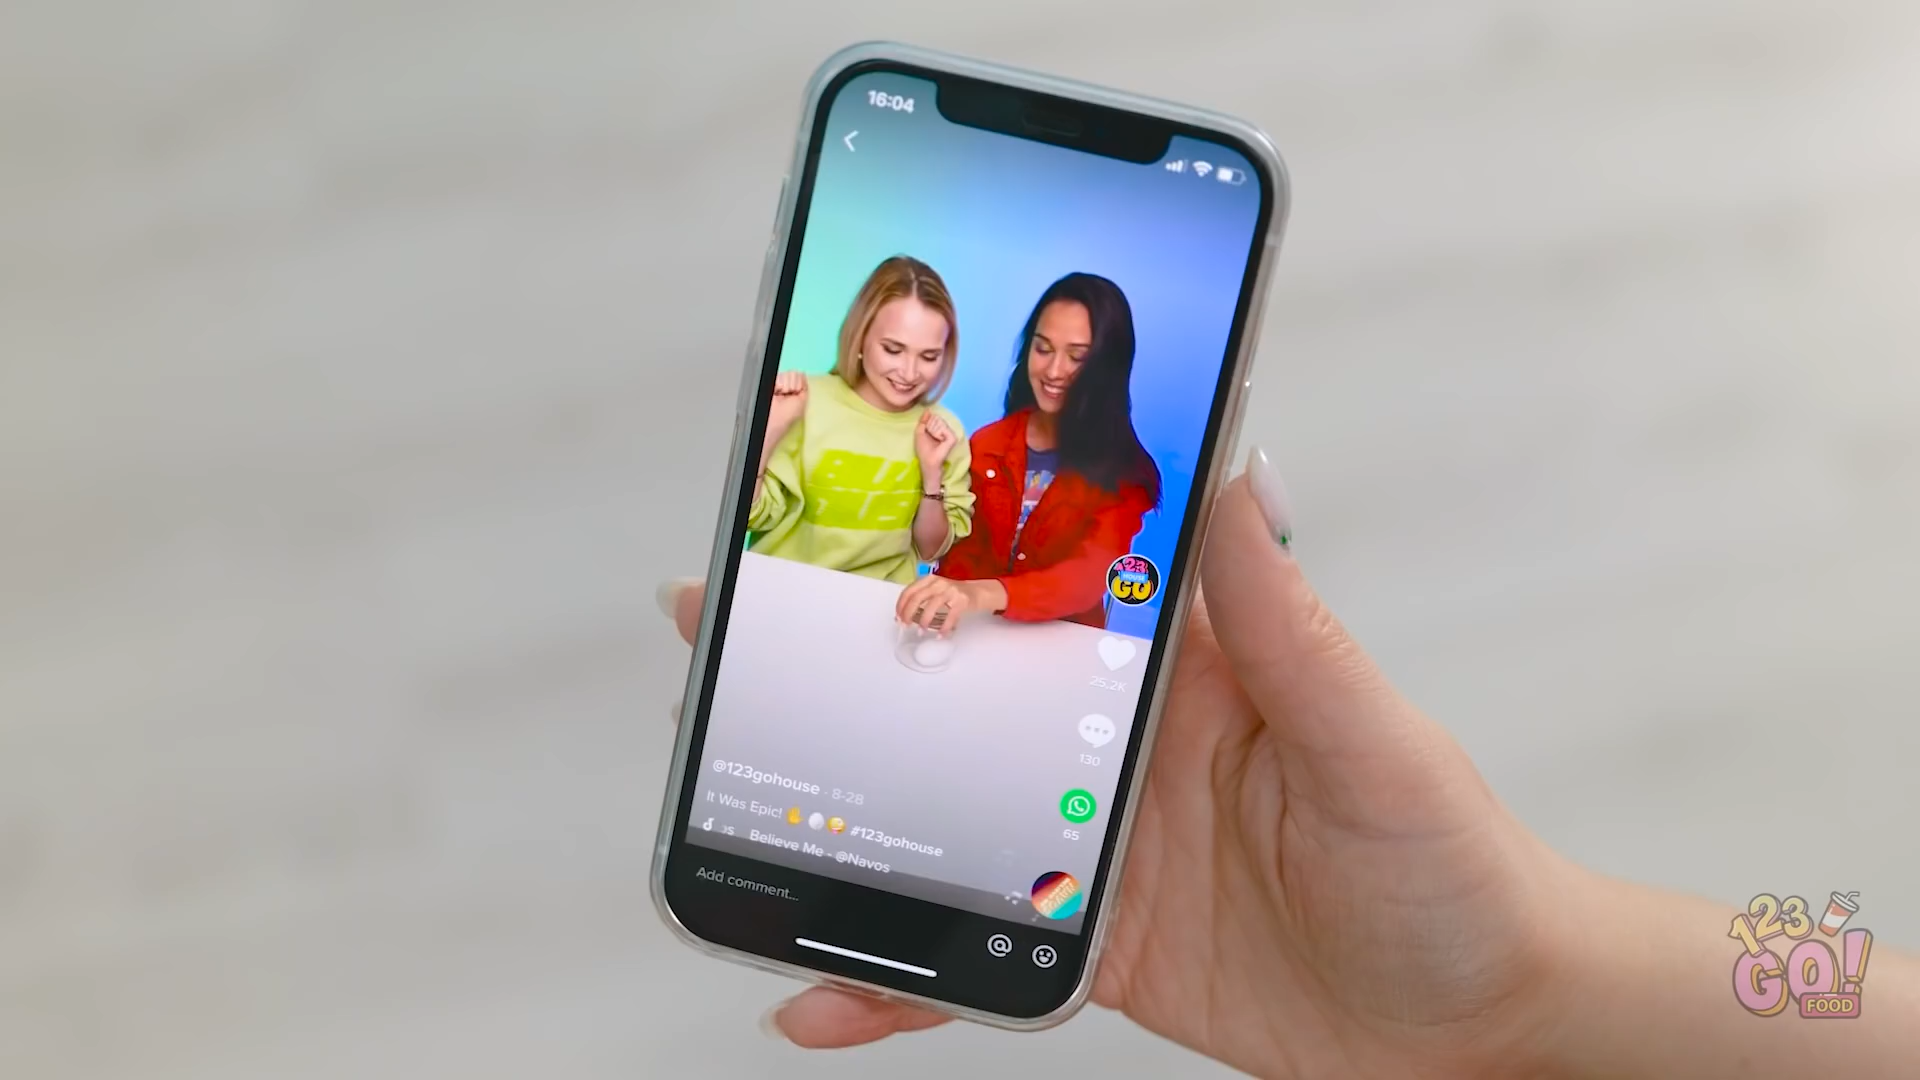 16:04
123
HOUSE
GO
25,2K
130
65
@123gohouse · 8-28
It Was Epic! 🤚🥚🤪 #123gohouse
Believe Me - @Navos
Add comment...
123
GO!
FOOD